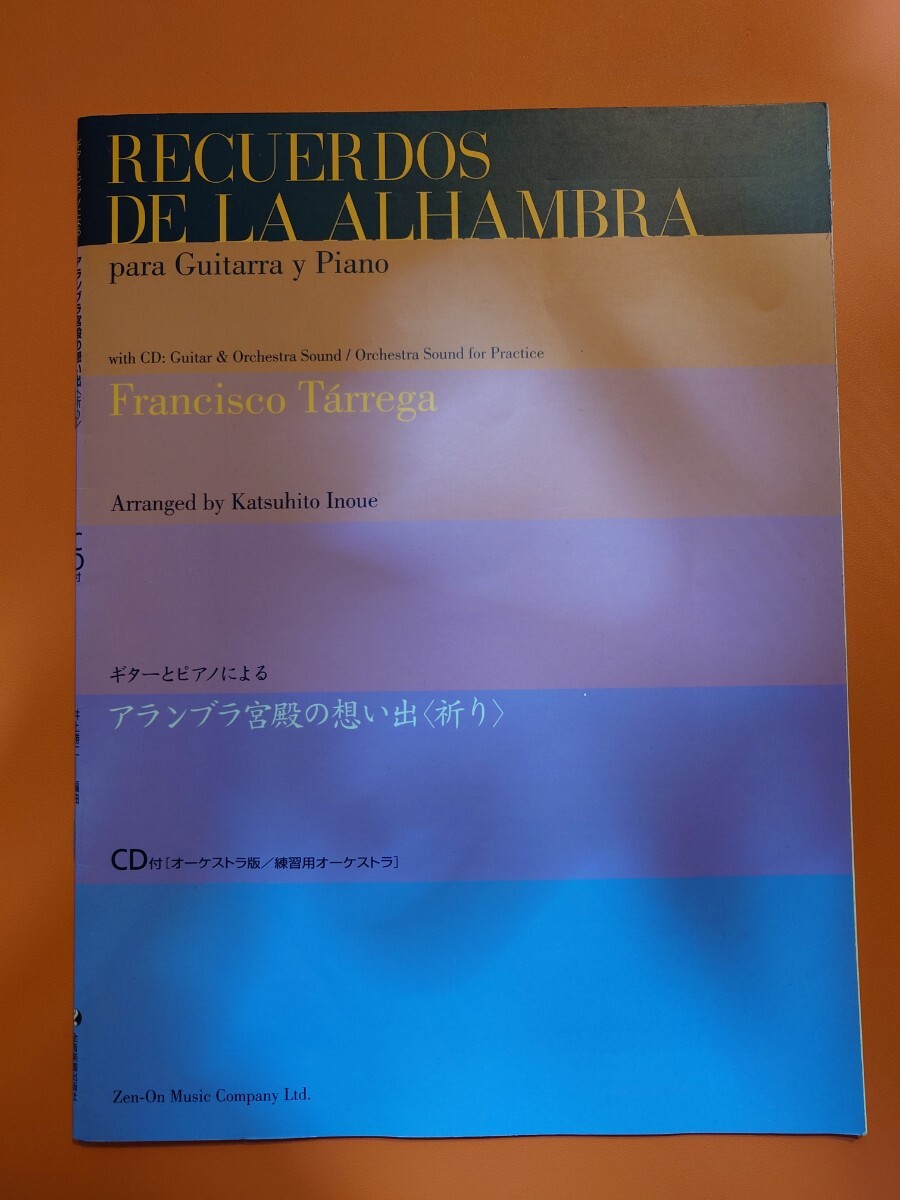 RECUERDOS
DE LA ALHAMBRA
para Guitarra y Piano
with CD: Guitar & Orchestra Sound / Orchestra Sound for Practice
Francisco Tárrega
Arranged by Katsuhito Inoue
ギターとピアノによる
アランブラ宮殿の想い出〈祈り〉
CD付[オーケストラ版/練習用オーケストラ]
Zen-On Music Company Ltd.